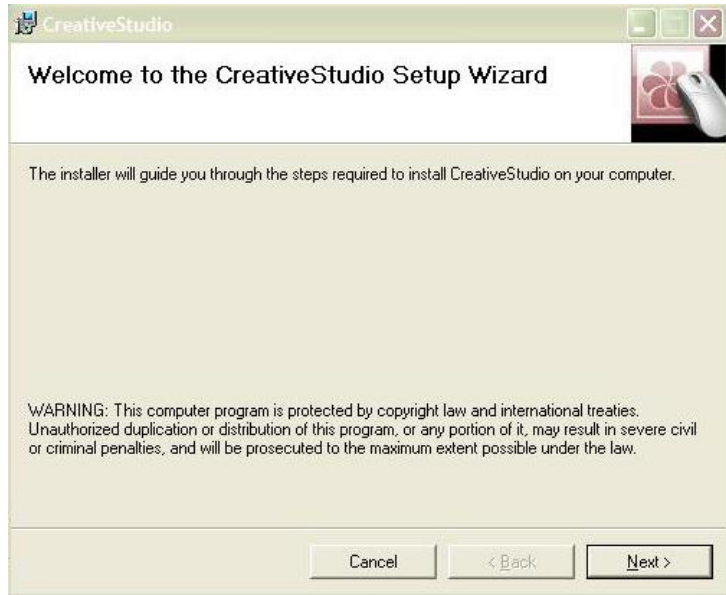 CreativeStudio
Welcome to the CreativeStudio Setup Wizard
The installer will guide you through the steps required to install CreativeStudio on your computer.
WARNING: This computer program is protected by copyright law and international treaties.
Unauthorized duplication or distribution of this program, or any portion of it, may result in severe civil
or criminal penalties, and will be prosecuted to the maximum extent possible under the law.
Cancel
< Back
Next >